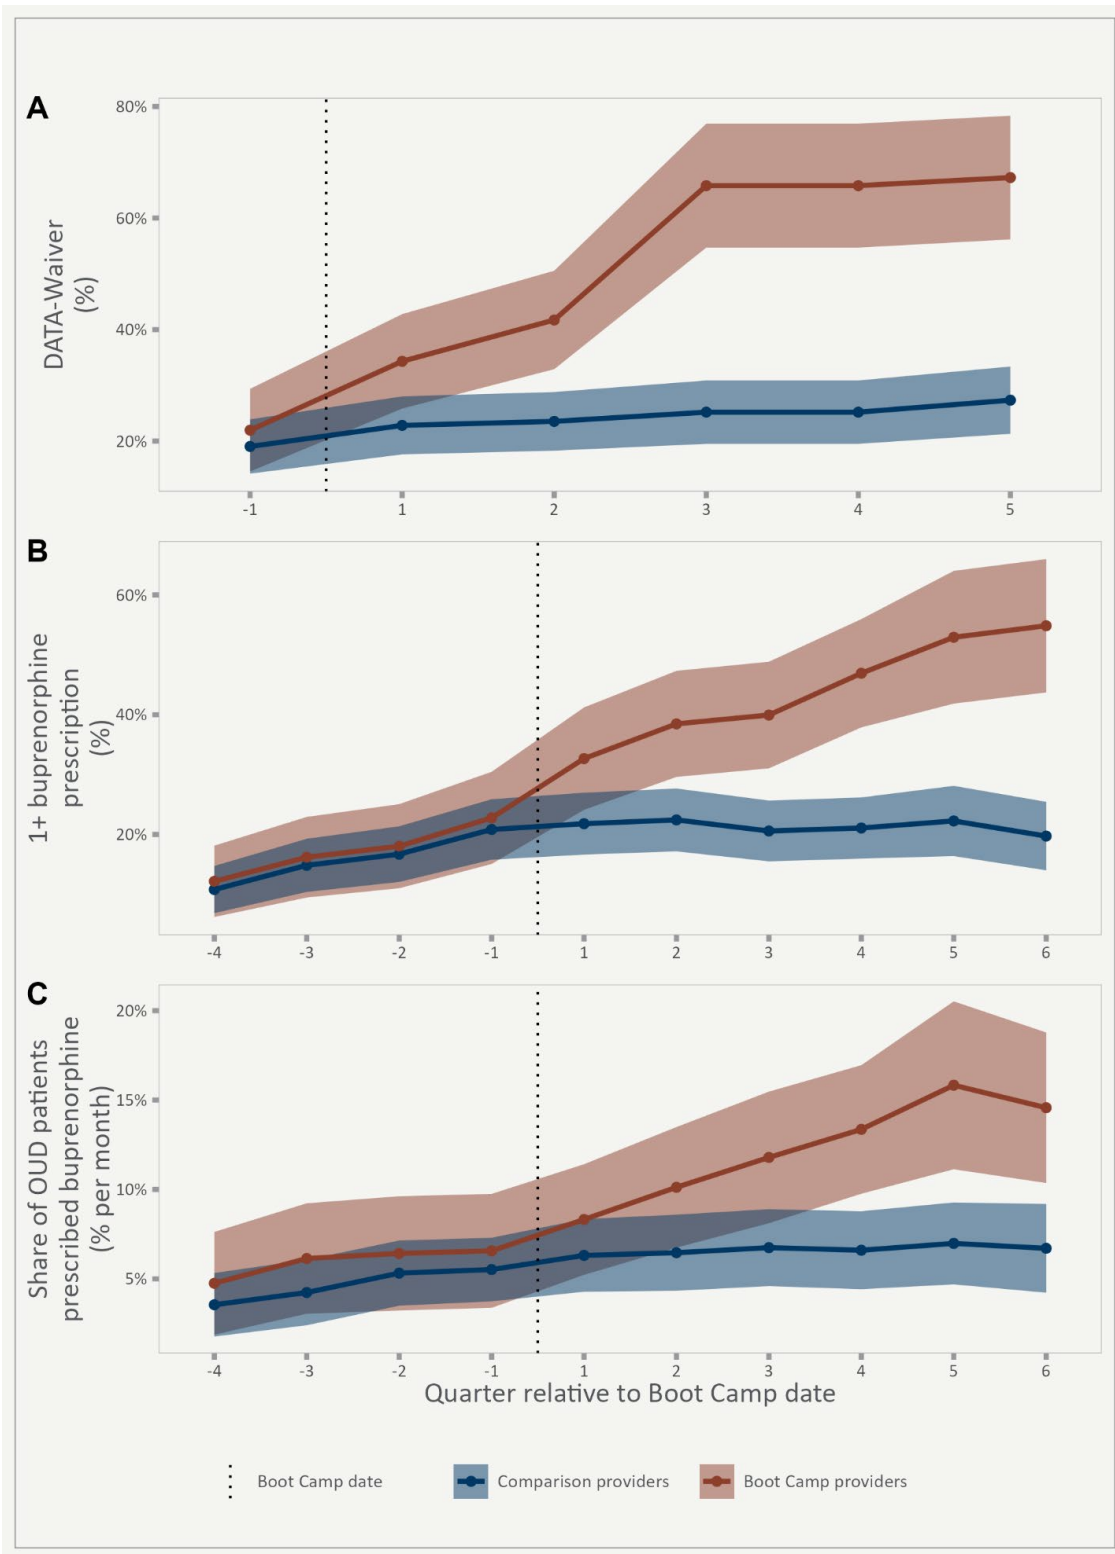 A
80%
60%
40%
20%
DATA-Waiver
(%)
-1 1 2 3 4 5
B
60%
40%
20%
1+ buprenorphine
prescription
(%)
-4 -3 -2 -1 1 2 3 4 5 6
C
20%
15%
10%
5%
Share of OUD patients
prescribed buprenorphine
(% per month)
-4 -3 -2 -1 1 2 3 4 5 6
Quarter relative to Boot Camp date
Boot Camp date Comparison providers Boot Camp providers